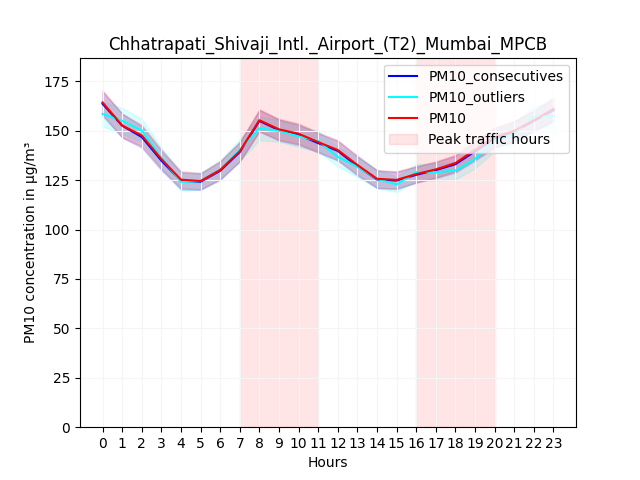 Chhatrapati_Shivaji_Intl._Airport_(T2)_Mumbai_MPCB
PM10_consecutives
PM10_outliers
PM10
Peak traffic hours
PM10 concentration in µg/m³
175
150
125
100
75
50
25
0
0 1 2 3 4 5 6 7 8 9 10 11 12 13 14 15 16 17 18 19 20 21 22 23
Hours